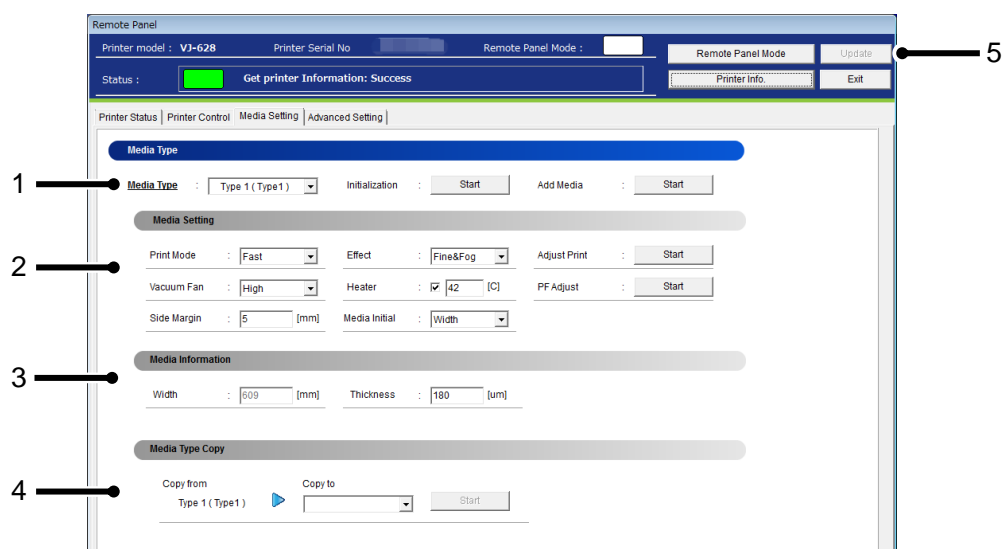 Remote Panel
Printer model : VJ-628 Printer Serial No Remote Panel Mode : Remote Panel Mode Update 5
Status : Get printer Information: Success Printer Info. Exit
Printer Status Printer Control Media Setting Advanced Setting
Media Type
1 Media Type : Type 1 ( Type1 ) Initialization : Start Add Media : Start
Media Setting
2 Print Mode : Fast Effect : Fine&Fog Adjust Print : Start
Vacuum Fan : High Heater : 42 [C] PF Adjust : Start
Side Margin : 5 [mm] Media Initial : Width
Media Information
3 Width : 609 [mm] Thickness : 180 [um]
Media Type Copy
Copy from Copy to
4 Type 1 ( Type1 ) Start